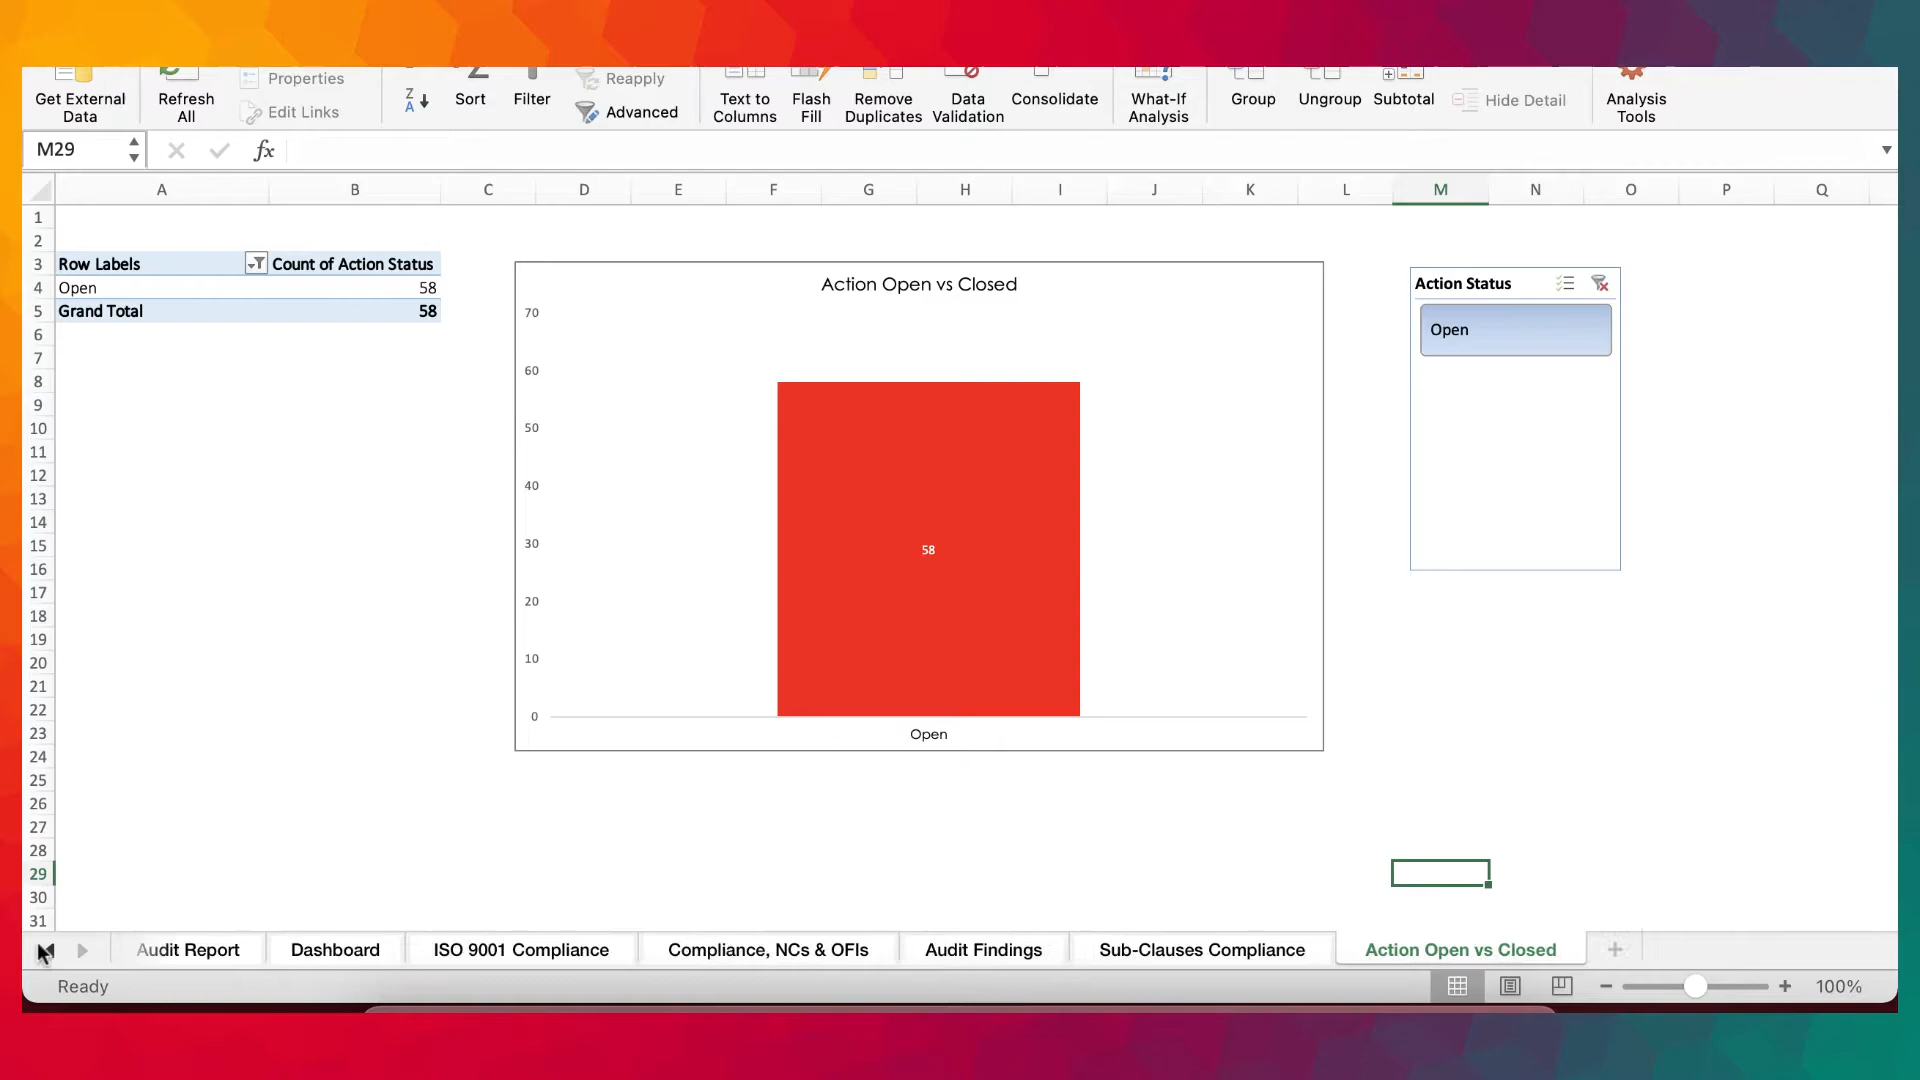 Properties
Reapply
Get External Data
Refresh All
Edit Links
Z A
Sort
Filter
Advanced
Text to Columns
Flash Fill
Remove Duplicates
Data Validation
Consolidate
What-If Analysis
Group
Ungroup
Subtotal
Hide Detail
Analysis Tools
M29
fx
A B C D E F G H I J K L M N O P Q
1
2
3 Row Labels Count of Action Status
4 Open 58
5 Grand Total 58
6
7
8
9
10
11
12
13
14
15
16
17
18
19
20
21
22
23
24
25
26
27
28
29
30
31
Action Open vs Closed
70
60
50
40
30
20
10
0
58
Open
Action Status
Open
Audit Report Dashboard ISO 9001 Compliance Compliance, NCs & OFIs Audit Findings Sub-Clauses Compliance Action Open vs Closed
Ready
100%